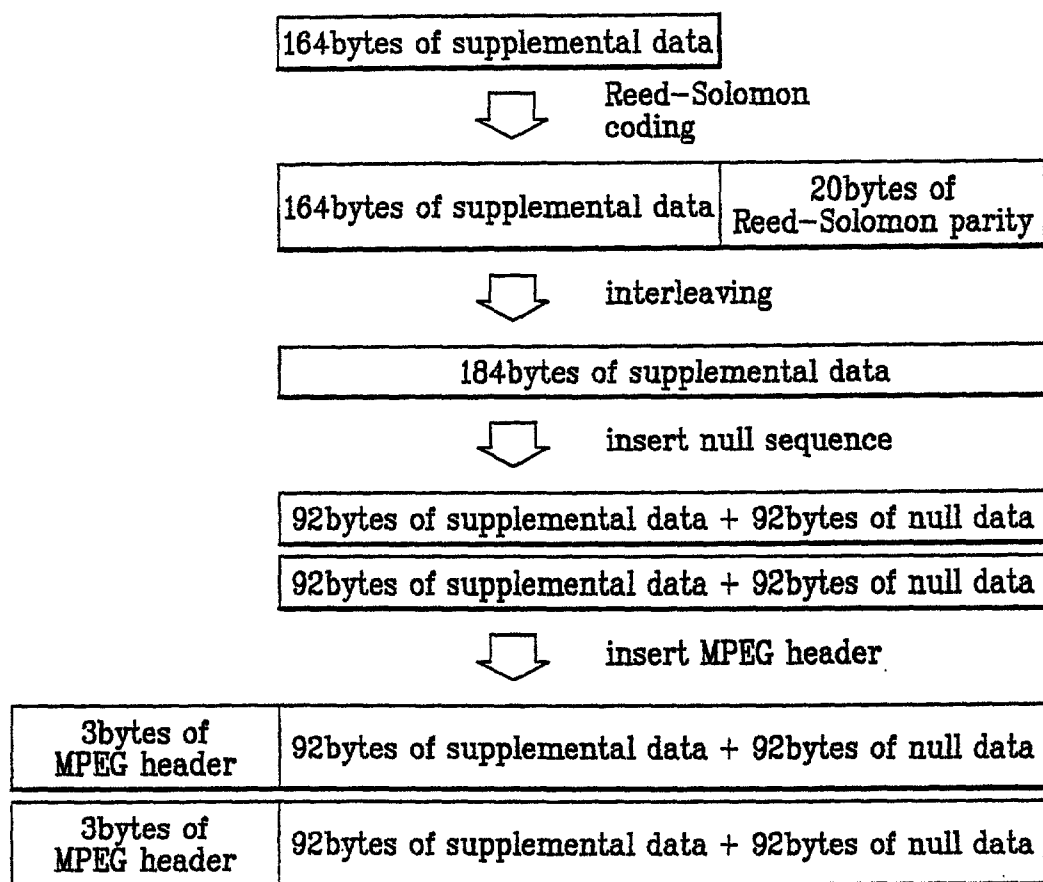 164bytes of supplemental data
Reed-Solomon
coding
164bytes of supplemental data
20bytes of
Reed-Solomon parity
interleaving
184bytes of supplemental data
insert null sequence
92bytes of supplemental data + 92bytes of null data
92bytes of supplemental data + 92bytes of null data
insert MPEG header
3bytes of
MPEG header
92bytes of supplemental data + 92bytes of null data
3bytes of
MPEG header
92bytes of supplemental data + 92bytes of null data